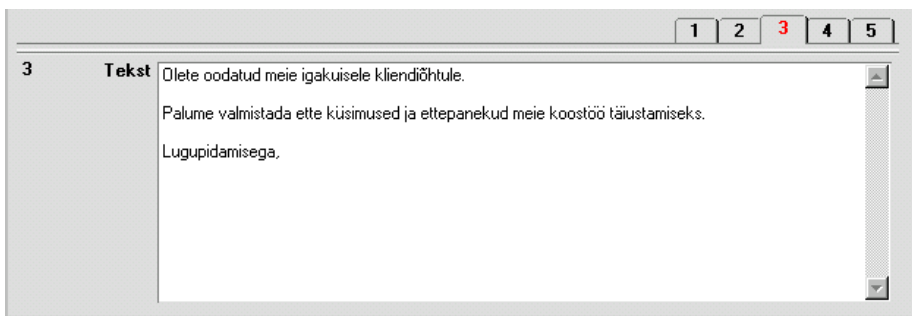 1 2 3 4 5
3 Tekst
Olete oodatud meie igakuisele kliendiõhtule.
Palume valmistada ette küsimused ja ettepanekud meie koostöö täiustamiseks.
Lugupidamisega,